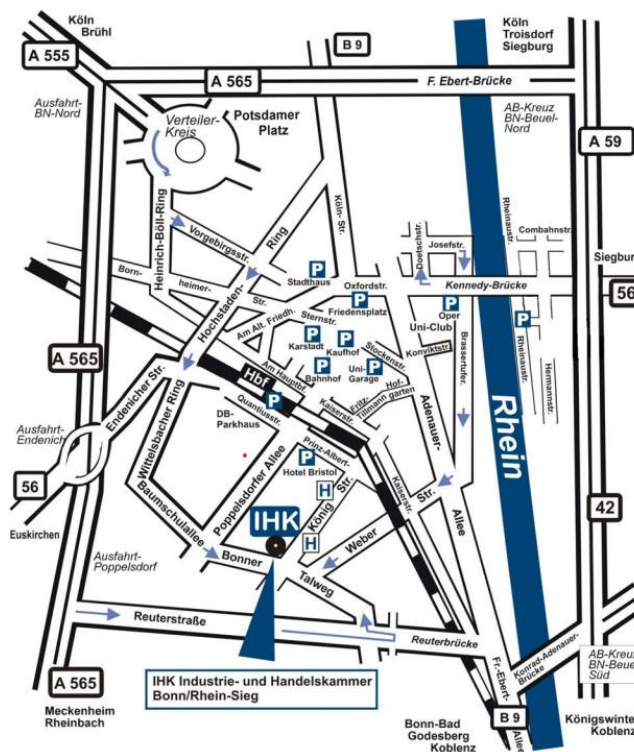 Köln
Brühl
A 555
A 565
B 9
Köln
Troisdorf
Siegburg
F. Ebert-Brücke
Ausfahrt-
BN-Nord
Verteiler-
Kreis
Potsdamer
Platz
AB-Kreuz
BN-Beuel-
Nord
A 59
Heinrich-Böll-Ring
Vorgebirgsstr.
Ring
Hochstaden-
Köln-Str.
Doetschstr.
Josefstr.
Rheinaustr.
Combahnstr.
Siegbur
Born-
heimer-
Str.
P
Stadthaus
Oxfordstr.
Kennedy-Brücke
56
Am Alt. Friedh.
Sternstr.
P
Friedensplatz
P
Oper
P
Uni-Club
P
Karstadt
P
Kaufhof
Stockenstr.
Konviktstr.
Brassertufer.
Rheinaustr.
Hermannstr.
A 565
Endenicher Str.
Wittelsbacher Ring
Hbf
Am Hauptbf.
P
Bahnhof
P
Uni-
Garage
Hof-
garten
Fritz-
Tillmann
Kaiserstr.
Adenauer-
Allee
Rhein
P
Quantiusstr.
DB-
Parkhaus
Ausfahrt-
Endenich
56
Euskirchen
Poppelsdorfer Allee
Prinz-Albert-
Str.
P
Hotel Bristol
H
König
H
Kaiserstr.
Str.
Weber
42
Baumschulallee
IHK
Bonner
Talweg
Ausfahrt-
Poppelsdorf
Reuterstraße
Reuterbrücke
Konrad-Adenauer-
Brücke
AB-Kreuz
BN-Beue
Süd
Fr.-Ebert-
Allee
A 565
IHK Industrie- und Handelskammer
Bonn/Rhein-Sieg
Meckenheim
Rheinbach
B 9
Bonn-Bad
Godesberg
Koblenz
Königswinter
Koblenz